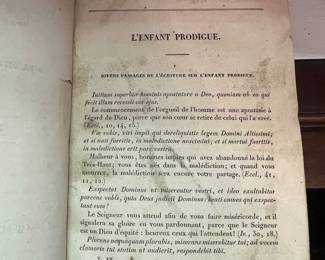 L'ENFANT PRODIGUE.
DIVERS PASSAGES DE L'ÉCRITURE SUR L'ENFANT PRODIGUE.
Initium superbiæ hominis apostatare a Deo, quoniam ab eo qui
fecit illum recessit cor ejus.
Le commencement de l'orgueil de l'Homme est une apostasie à
l'égard de Dieu, parce que son cœur se retire de celui qui l'a créé.
(Eccl., 10, 14, 15.)
Væ vobis, viri impii qui dereliquistis legem Domini Altissimi;
et si nati fueritis, in maledictione nascemini; et si mortui fueritis,
in maledictione erit pars vestra.
Malheur à vous, hommes impies qui avez abandonné la loi du
Très-Haut; vous êtes nés dans la malédiction; et quand vous
mourrez, la malédiction sera votre partage. (Eccl., 41,
11, 12.)
Expectat Dominus ut misereatur vestri, et ideo exaltabitur
parcens vobis, quia Deus judicii Dominus: beati omnes qui ex-
pectant eum!
Le Seigneur vous attend afin de vous faire miséricorde, et il
signalera sa gloire en vous pardonnant, parce que le Seigneur
est un Dieu d'équité: heureux ceux qui l'attendent! (Is., 30, 18.)
Plorans nequaquam plorabis, miserans miserebitur tui; ad vocem
clamoris tui statim ut audierit, respondebit tibi.